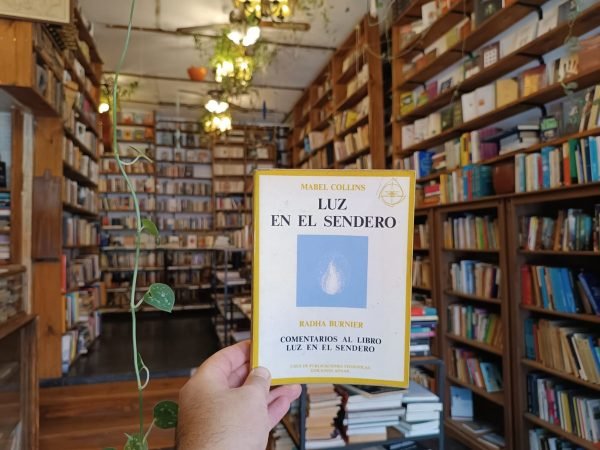 MABEL COLLINS
LUZ
EN EL SENDERO
RADHA BURNIER
COMENTARIOS AL LIBRO
LUZ EN EL SENDERO